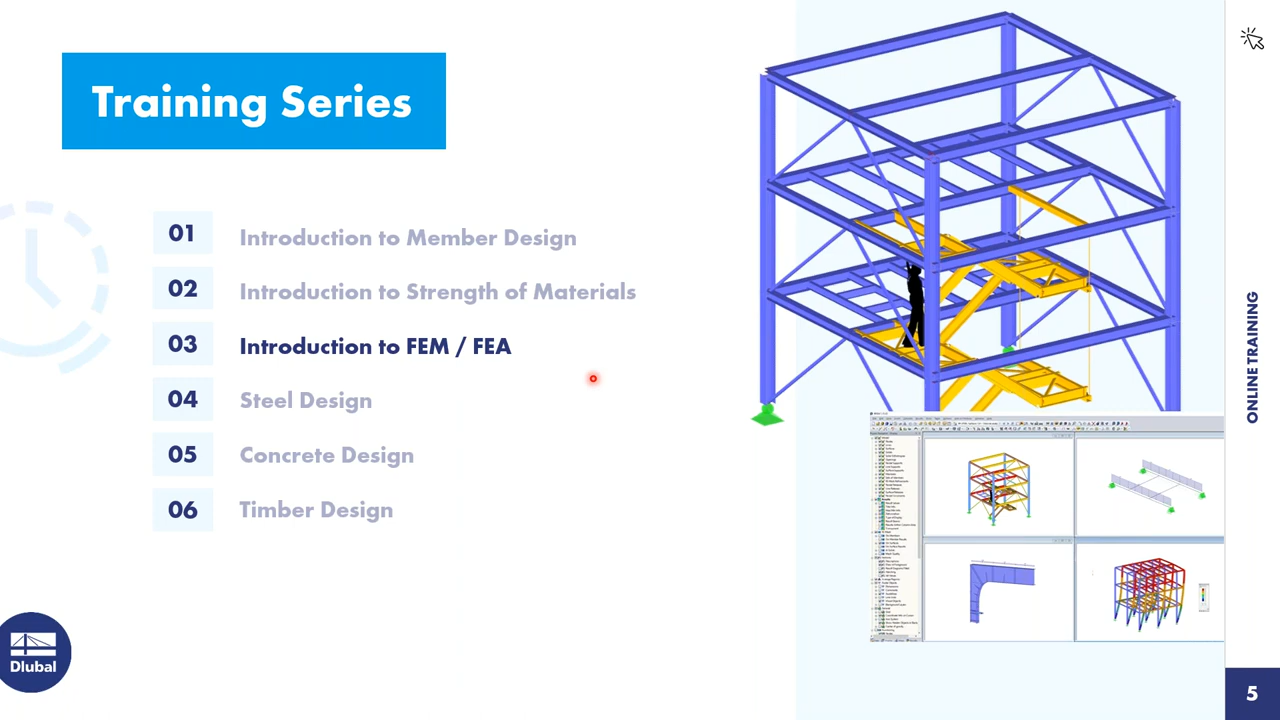 Training Series
01
Introduction to Member Design
02
Introduction to Strength of Materials
03
Introduction to FEM / FEA
04
Steel Design
05
Concrete Design
06
Timber Design
Dlubal
ONLINE TRAINING
5